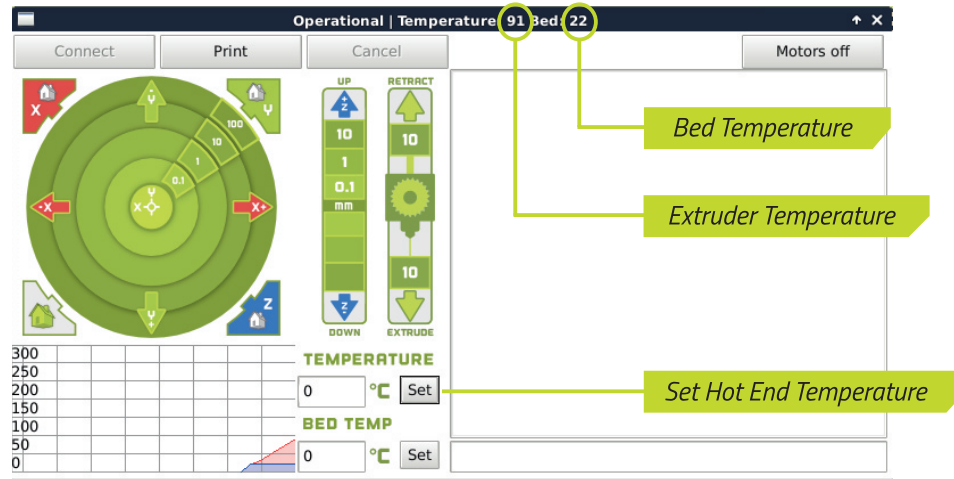 Operational | Temperature: 91 Bed: 22
Connect
Print
Cancel
Motors off
X
Y
-Y
100
10
1
0.1
Y
X
-X
X+
Y+
Z
UP
+Z
10
1
0.1
mm
Z-
DOWN
RETRACT
10
10
EXTRUDE
Bed Temperature
Extruder Temperature
300
250
200
150
100
50
0
TEMPERATURE
0 °C Set
Set Hot End Temperature
BED TEMP
0 °C Set